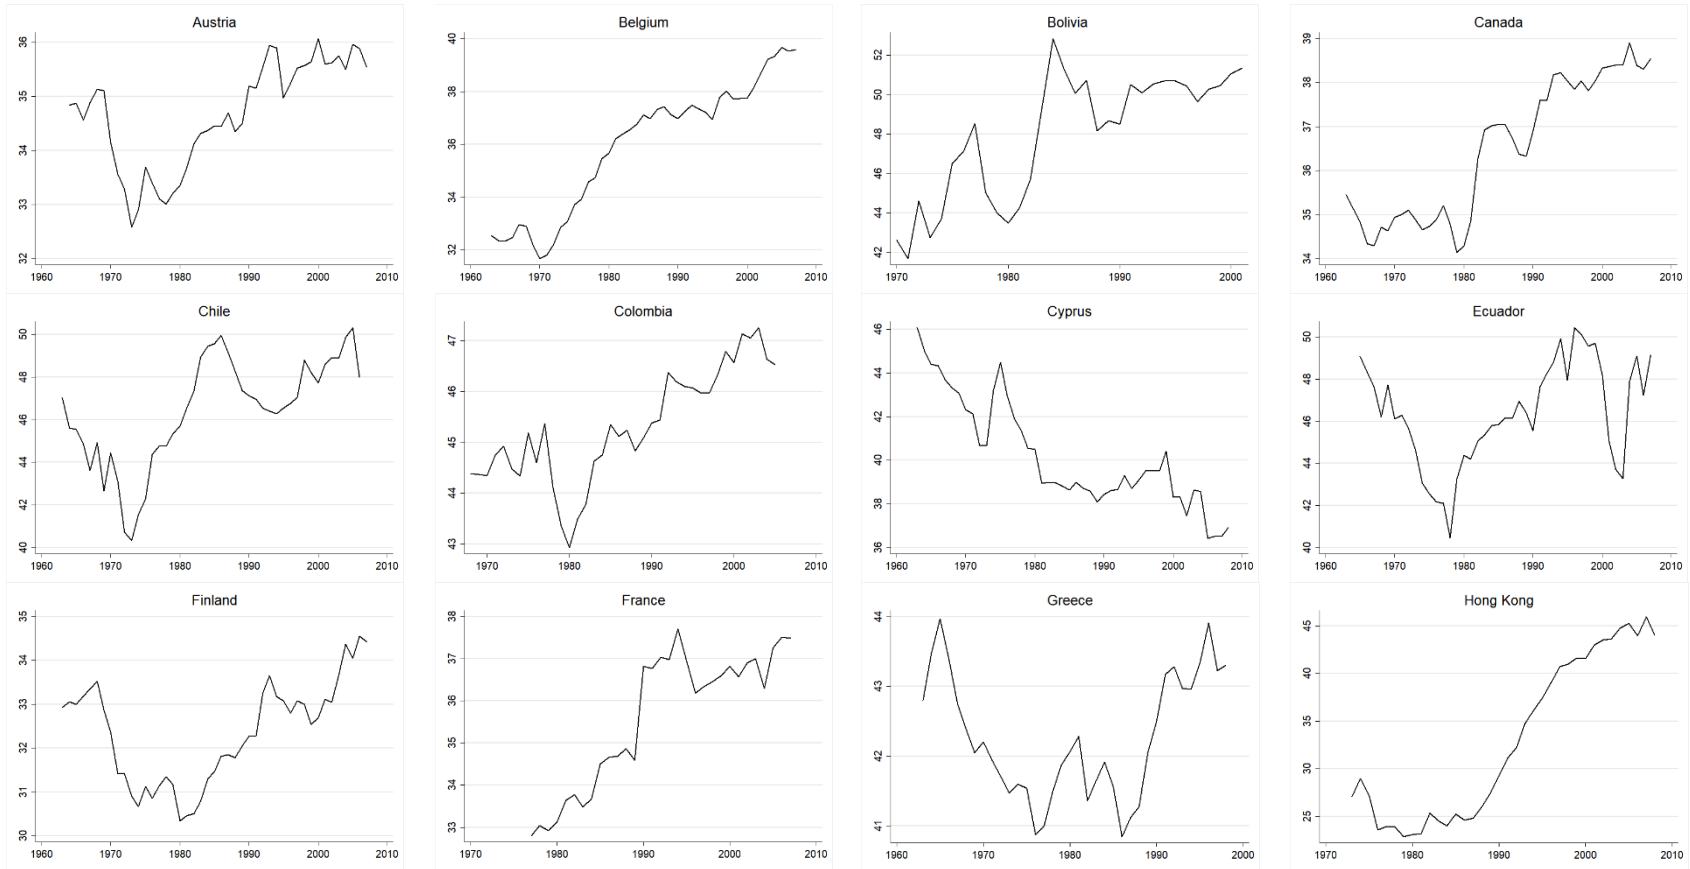 Austria
36
35
34
33
32
1960 1970 1980 1990 2000 2010
Belgium
40
38
36
34
32
1960 1970 1980 1990 2000 2010
Bolivia
52
50
48
46
44
42
1970 1980 1990 2000
Canada
39
38
37
36
35
34
1960 1970 1980 1990 2000 2010
Chile
50
48
46
44
42
40
1960 1970 1980 1990 2000 2010
Colombia
47
46
45
44
43
1970 1980 1990 2000 2010
Cyprus
46
44
42
40
38
36
1960 1970 1980 1990 2000 2010
Ecuador
50
48
46
44
42
40
1960 1970 1980 1990 2000 2010
Finland
35
34
33
32
31
30
1960 1970 1980 1990 2000 2010
France
38
37
36
35
34
33
1970 1980 1990 2000 2010
Greece
44
43
42
41
1960 1970 1980 1990 2000
Hong Kong
45
40
35
30
25
1970 1980 1990 2000 2010